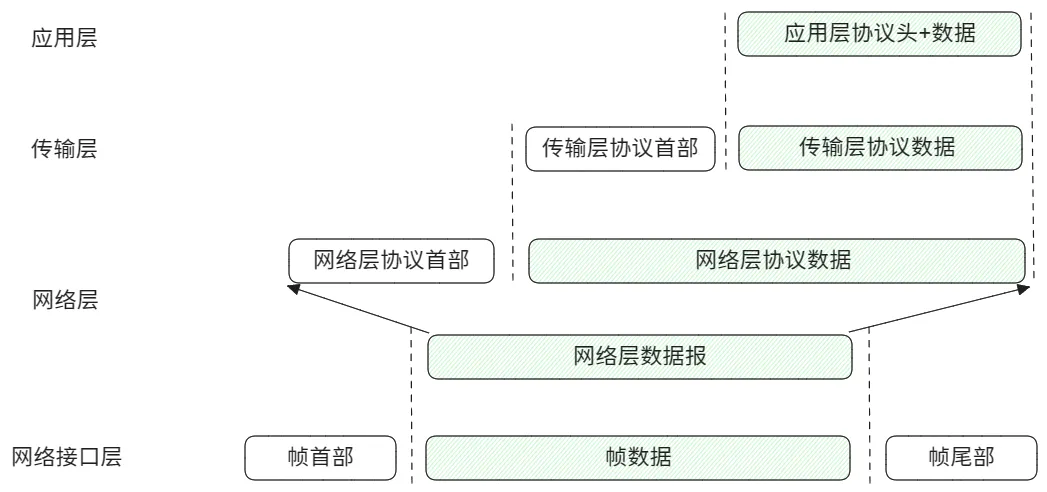 应用层
应用层协议头+数据
传输层
传输层协议首部
传输层协议数据
网络层协议首部
网络层协议数据
网络层
网络层数据报
网络接口层
帧首部
帧数据
帧尾部